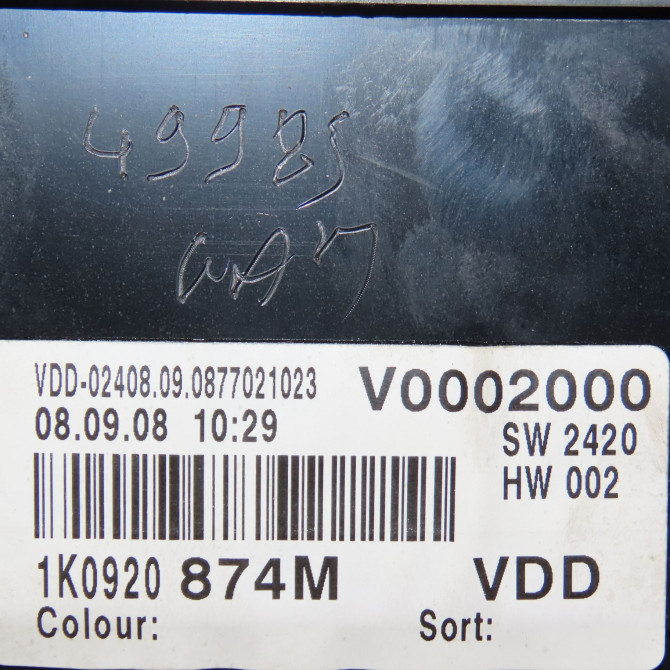 49985
VDD-02408.09.0877021023 V0002000
08.09.08 10:29 SW 2420
HW 002
1K0920 874M VDD
Colour: Sort: